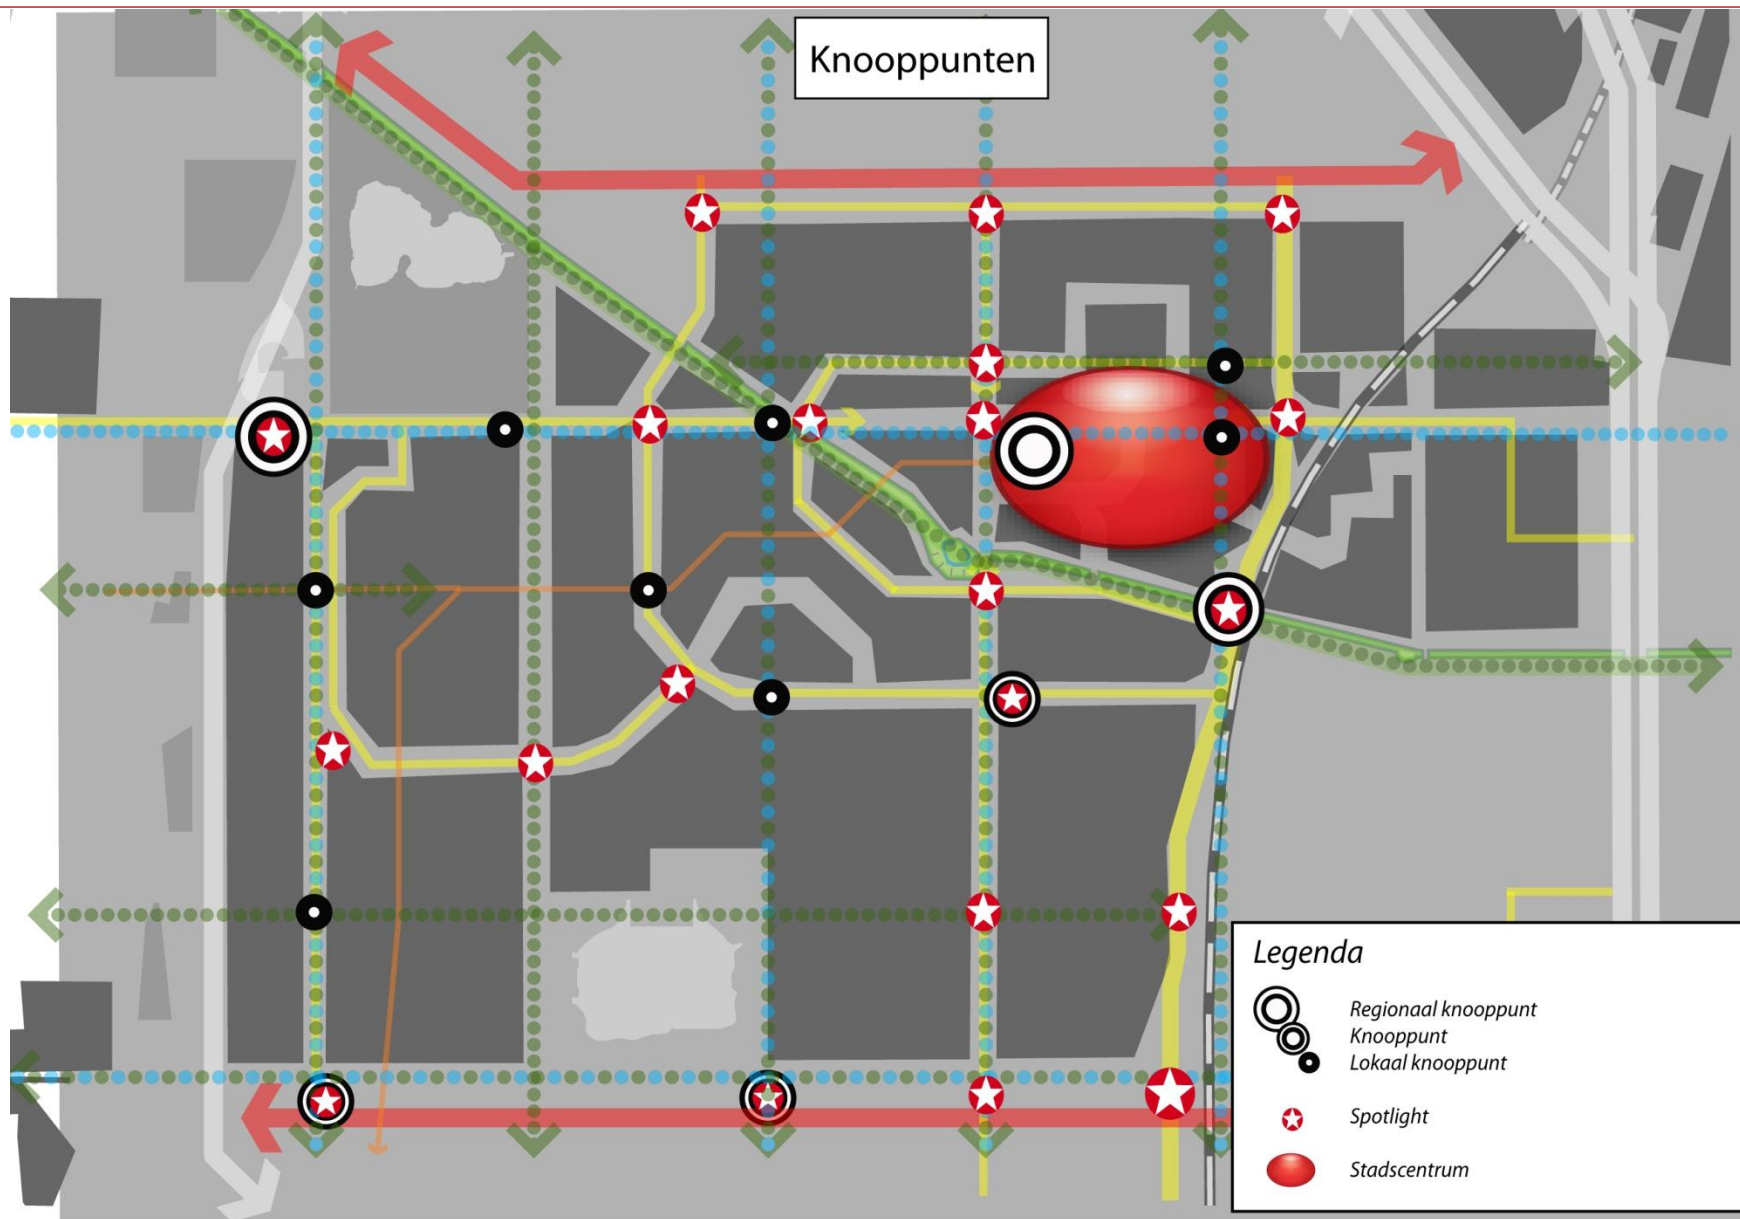 Knooppunten
Legenda
Regionaal knooppunt
Knooppunt
Lokaal knooppunt
Spotlight
Stadscentrum